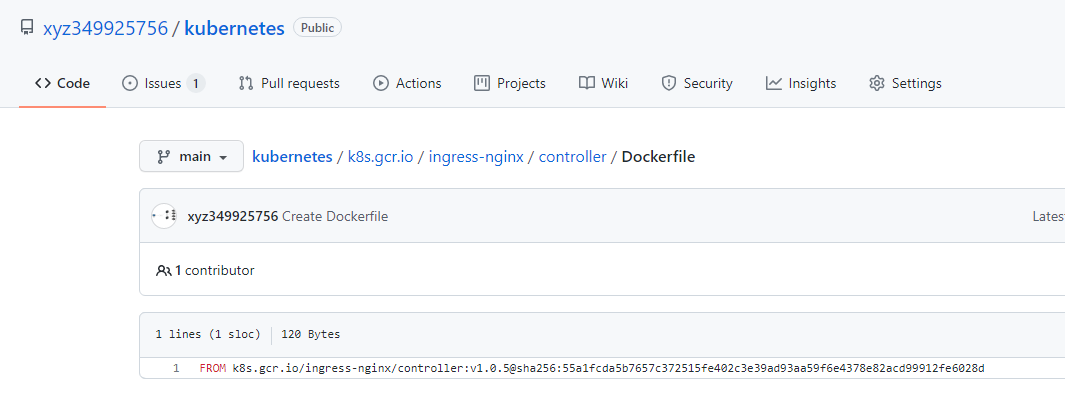 xyz349925756 / kubernetes Public
Code Issues 1 Pull requests Actions Projects Wiki Security Insights Settings
main kubernetes / k8s.gcr.io / ingress-nginx / controller / Dockerfile
xyz349925756 Create Dockerfile Lates
1 contributor
1 lines (1 sloc) 120 Bytes
1 FROM k8s.gcr.io/ingress-nginx/controller:v1.0.5@sha256:55a1fcda5b7657c372515fe402c3e39ad93aa59f6e4378e82acd99912fe6028d